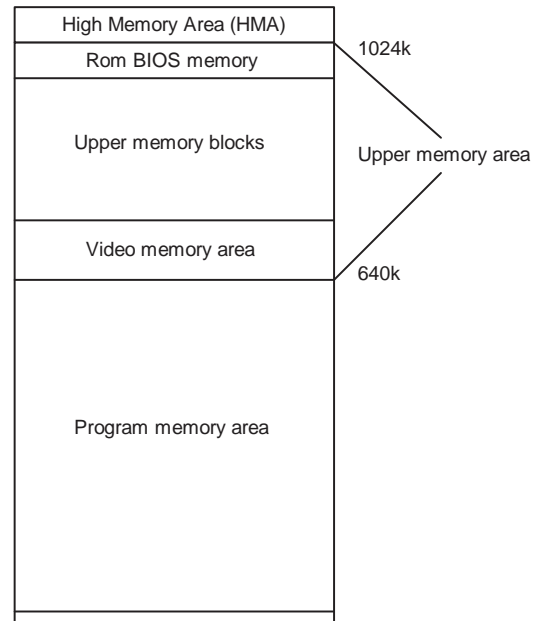 High Memory Area (HMA)
1024k
Rom BIOS memory
Upper memory blocks
Upper memory area
Video memory area
640k
Program memory area